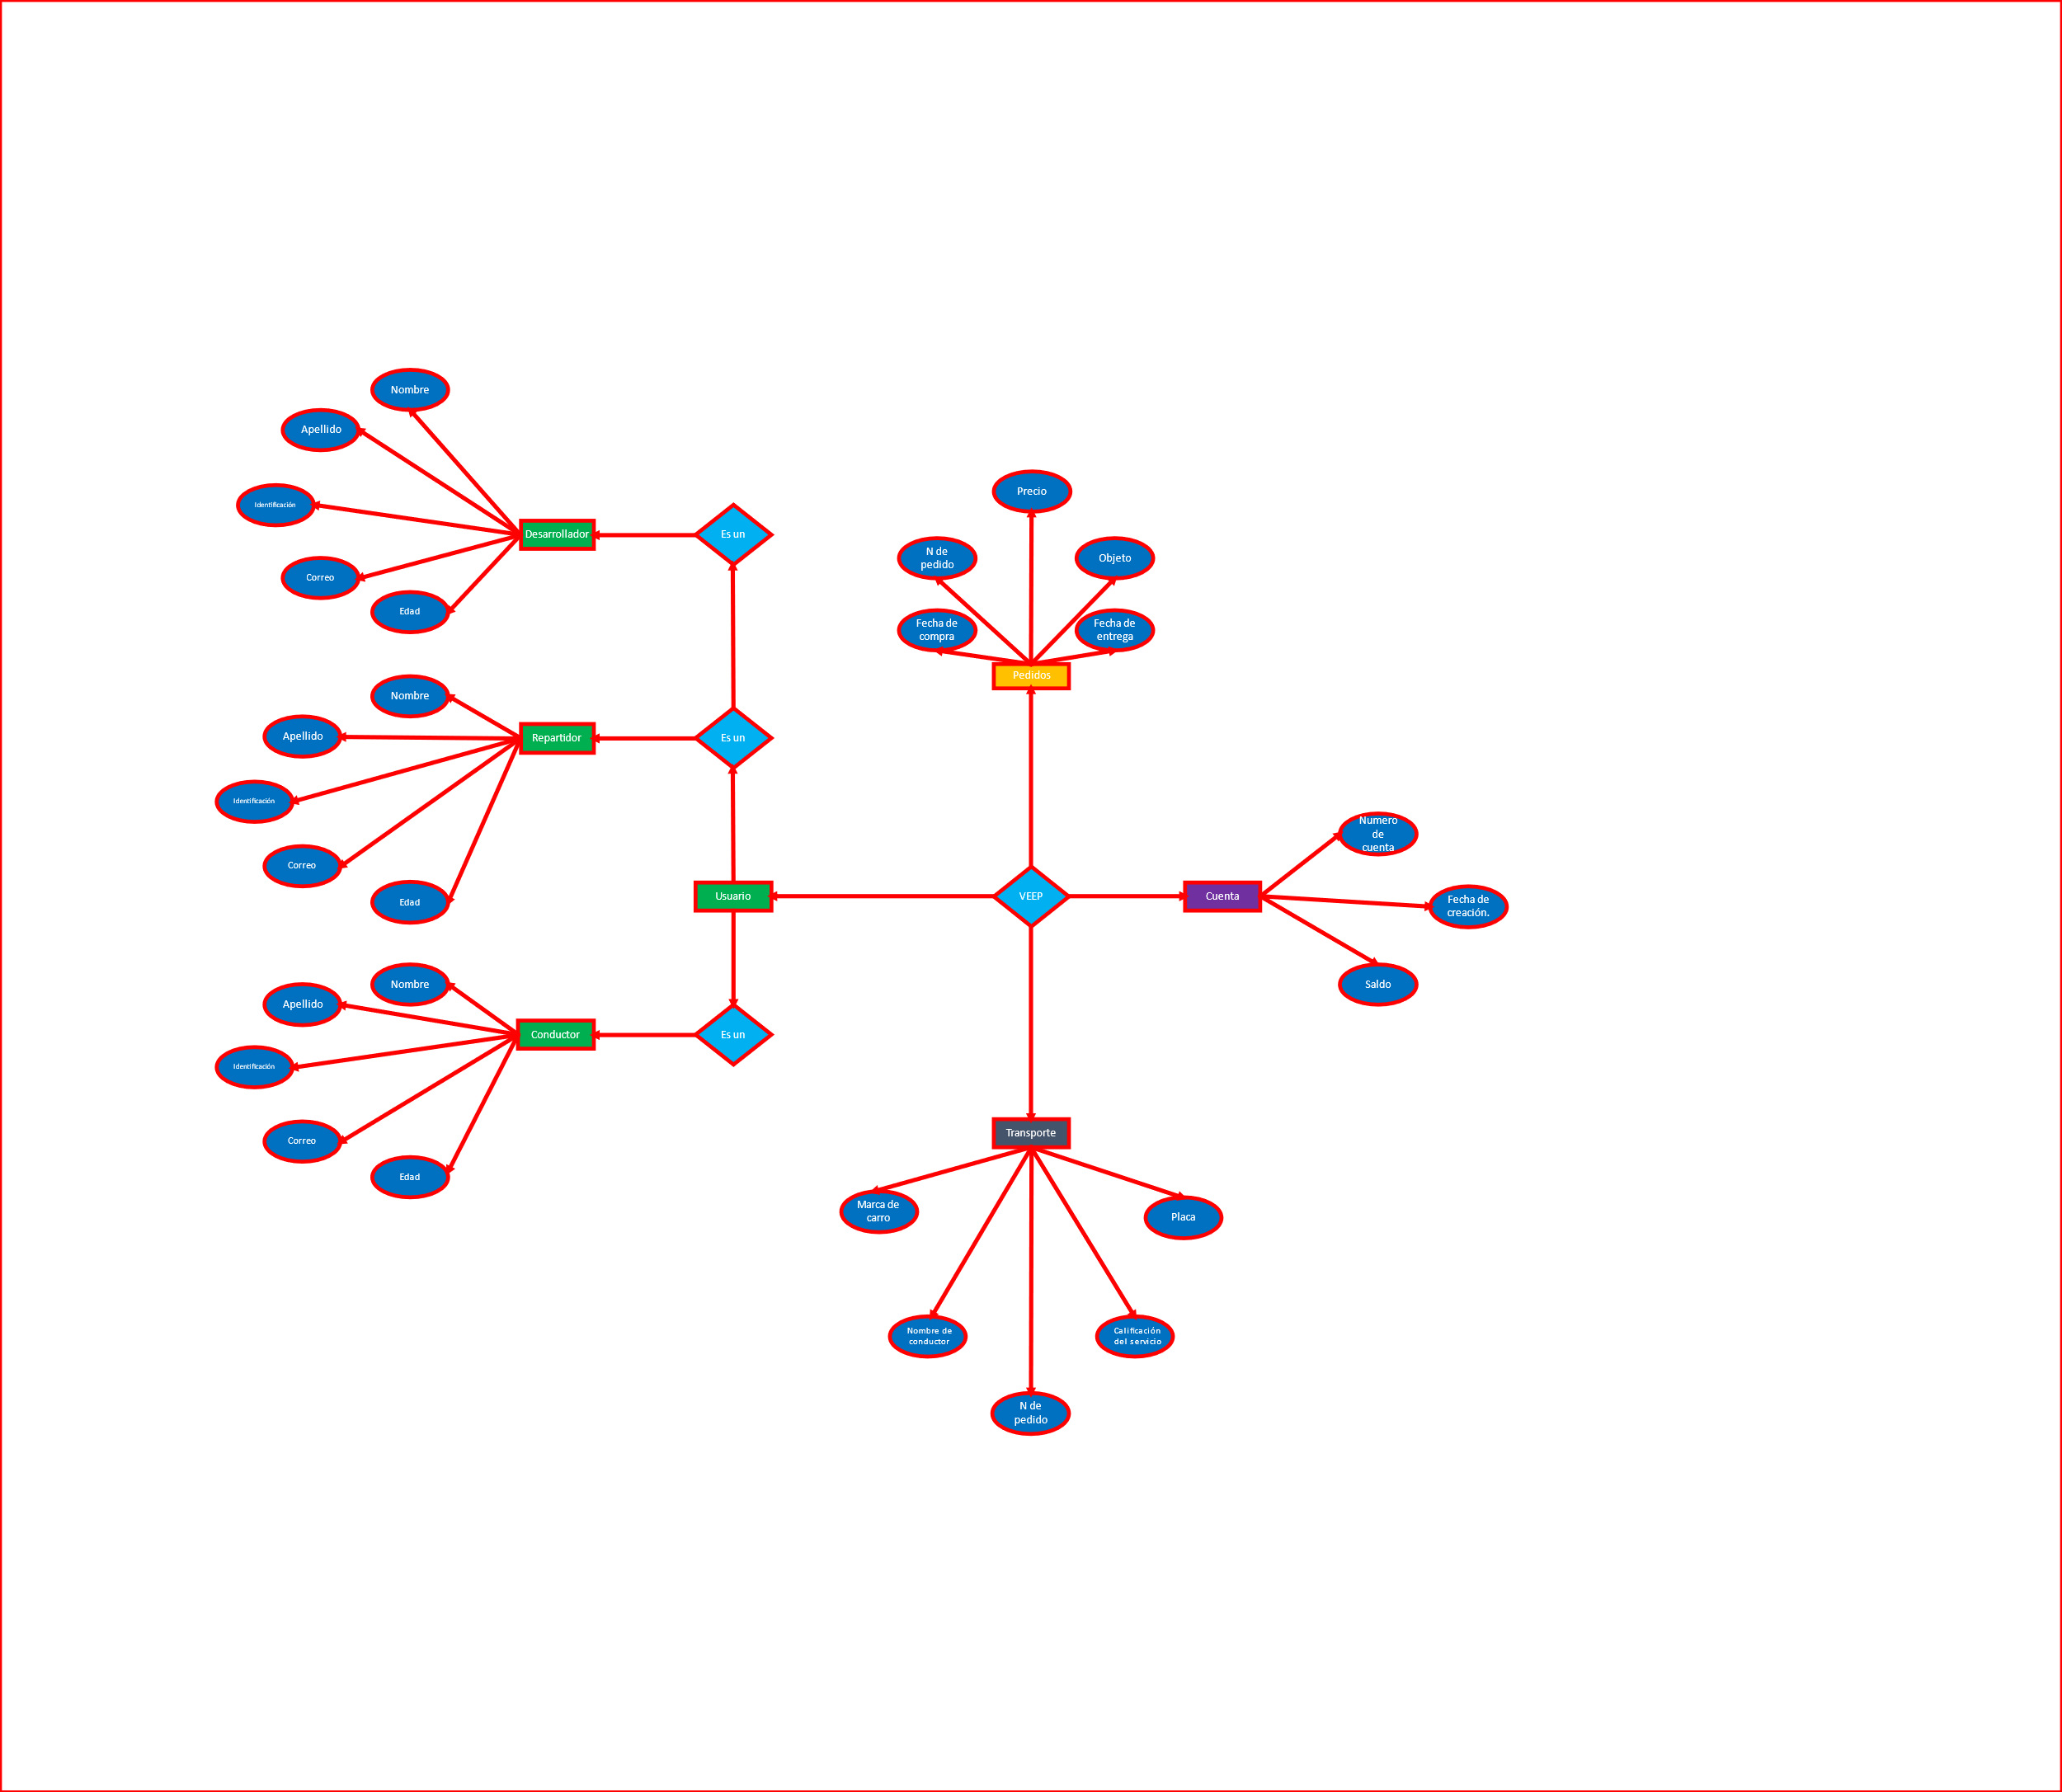 Nombre
Apellido
Identificación
Correo
Edad
Desarrollador
Es un
Nombre
Apellido
Identificación
Correo
Edad
Repartidor
Es un
Usuario
Nombre
Apellido
Identificación
Correo
Edad
Conductor
Es un
Precio
N de
pedido
Objeto
Fecha de
compra
Fecha de
entrega
Pedidos
VEEP
Cuenta
Numero
de
cuenta
Fecha de
creación.
Saldo
Transporte
Marca de
carro
Placa
Nombre de
conductor
Calificación
del servicio
N de
pedido